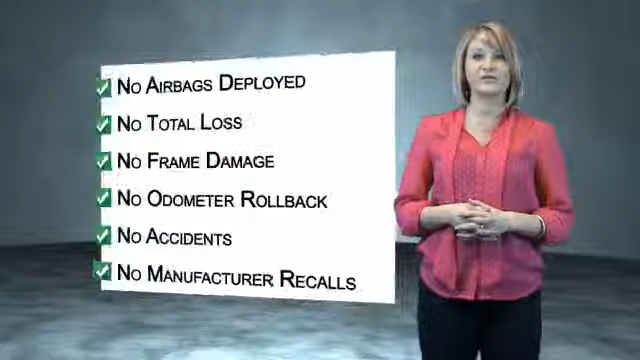 No Airbags Deployed
No Total Loss
No Frame Damage
No Odometer Rollback
No Accidents
No Manufacturer Recalls